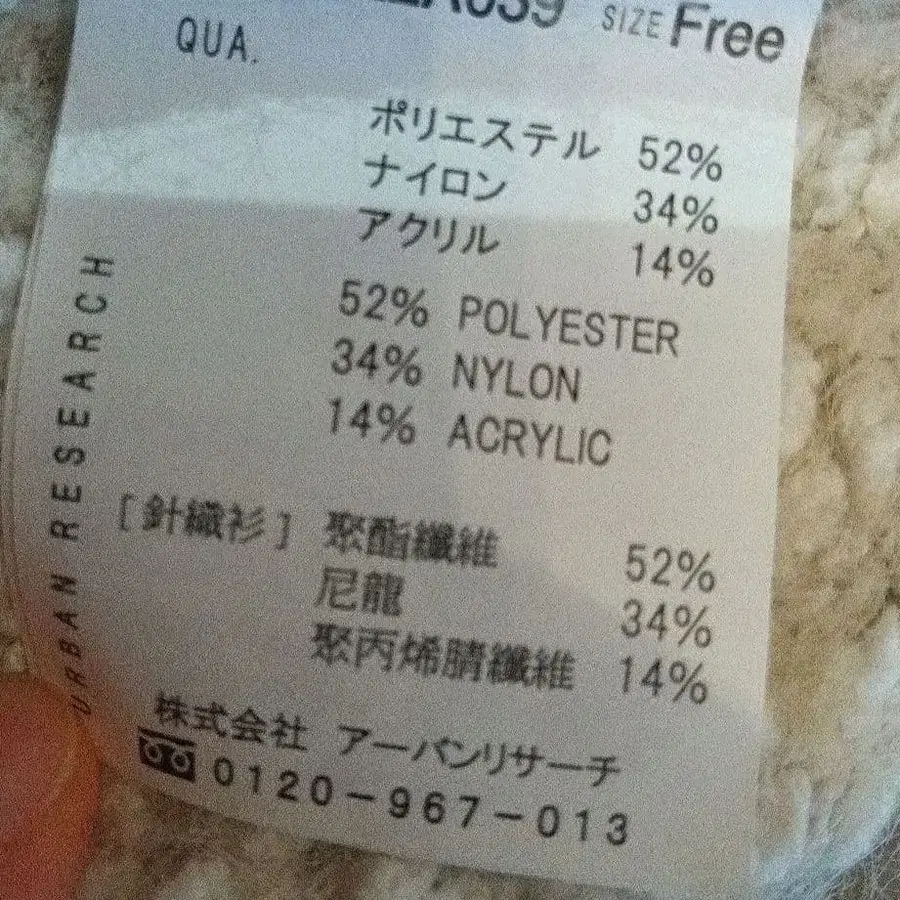 SIZE Free
QUA.
ポリエステル 52%
ナイロン 34%
アクリル 14%
52% POLYESTER
34% NYLON
14% ACRYLIC
[針織衫] 聚酯纖維 52%
尼龍 34%
聚丙烯腈纖維 14%
株式会社 アーバンリサーチ
0120-967-013
URBAN RESEARCH